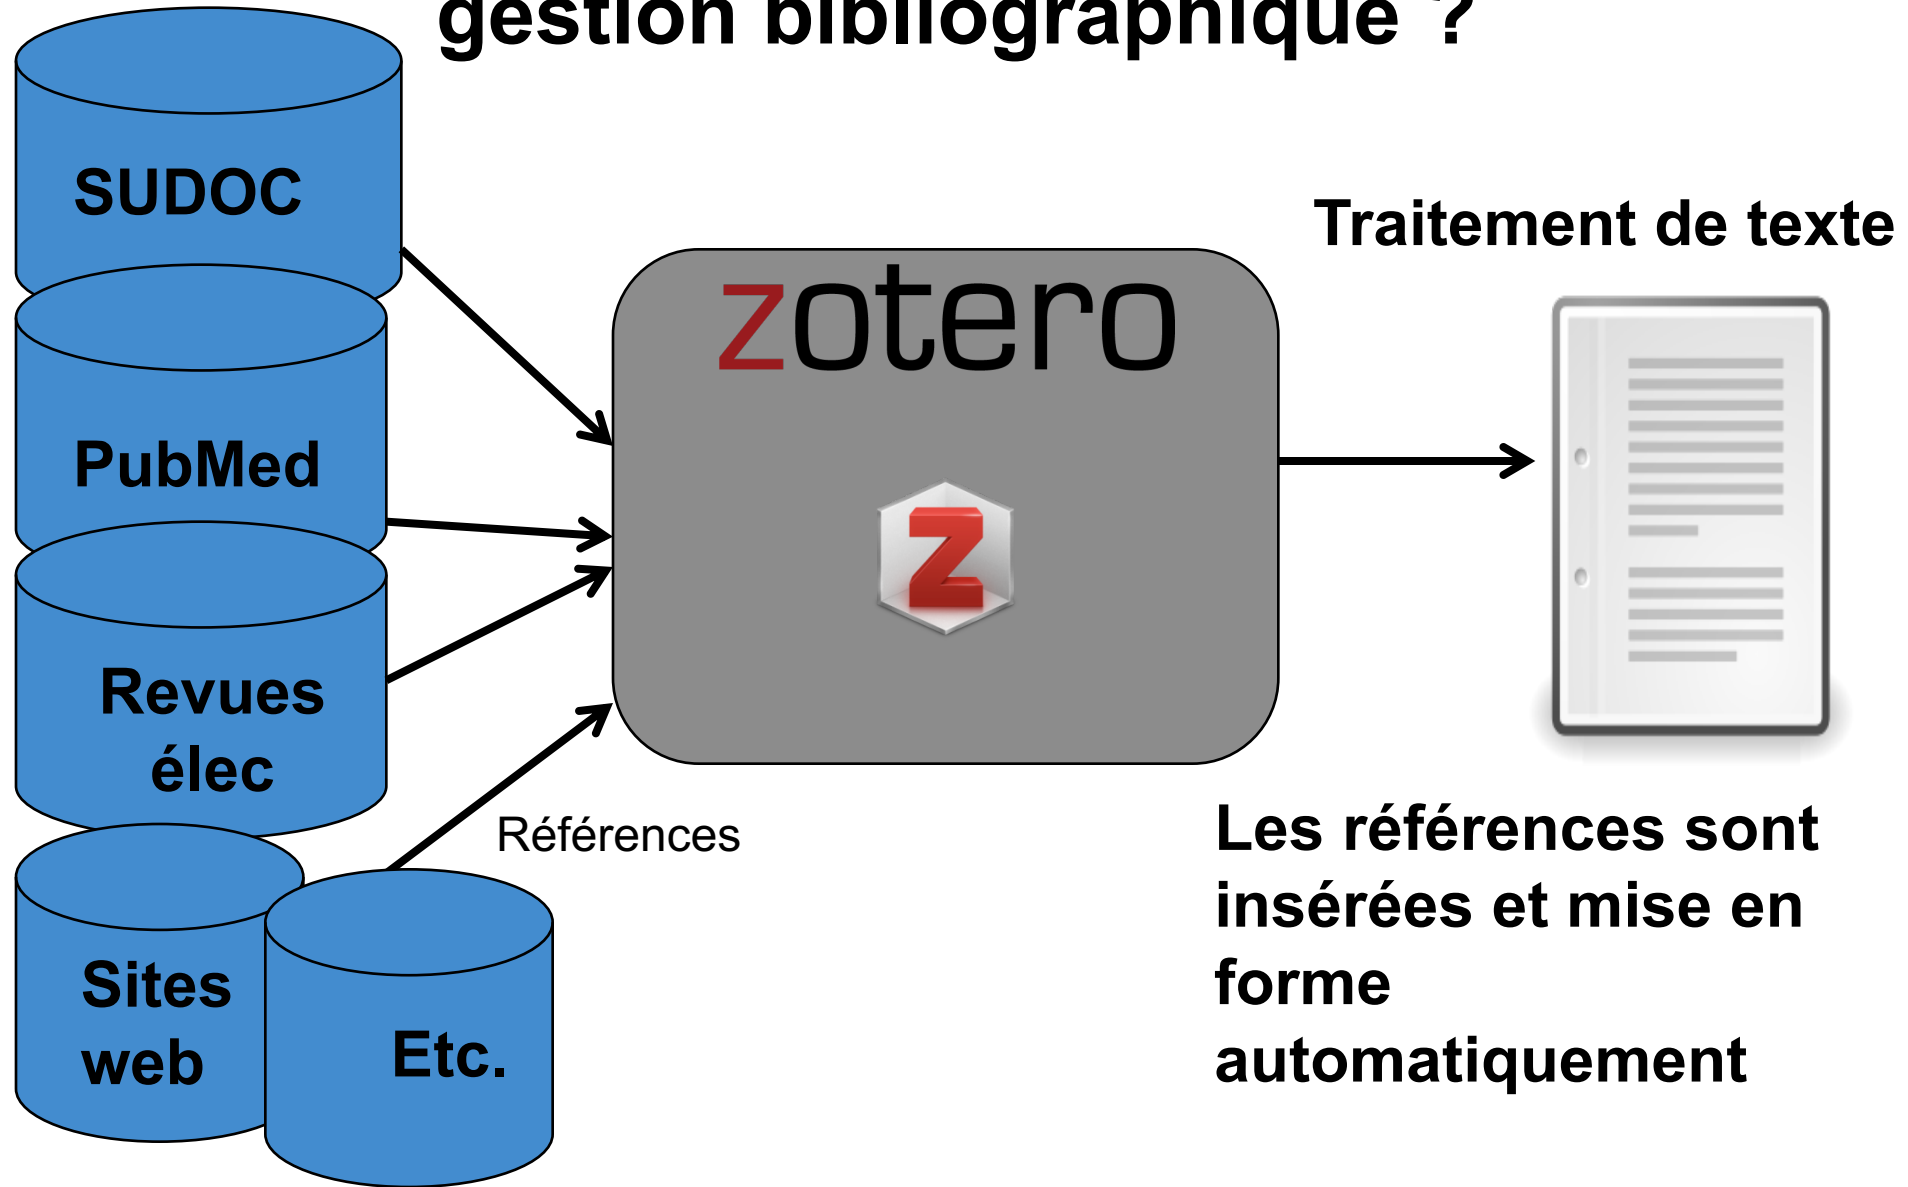 gestion bibliographique ?
SUDOC
PubMed
Revues
élec
Sites
web
Etc.
Références
zotero
Z
Traitement de texte
Les références sont
insérées et mise en
forme
automatiquement